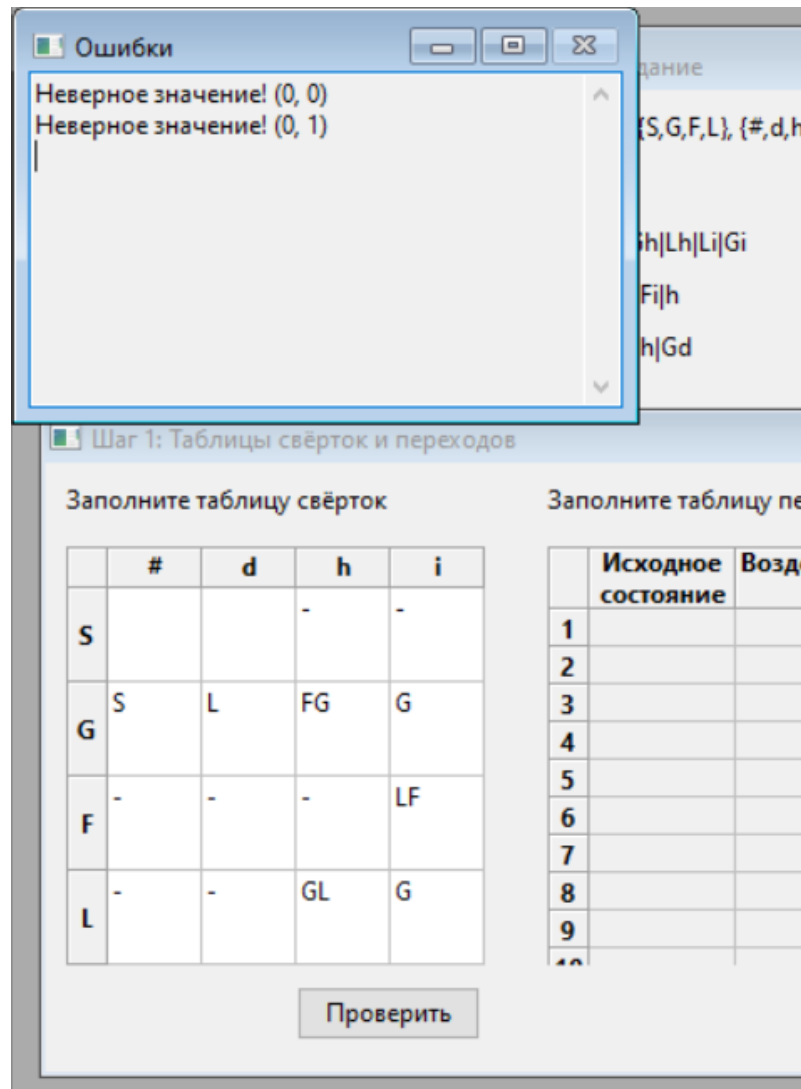 Ошибки
Неверное значение! (0, 0)
Неверное значение! (0, 1)
{S,G,F,L}, {#,d,h
h|Lh|Li|Gi
Fi|h
h|Gd
Шаг 1: Таблицы свёрток и переходов
Заполните таблицу свёрток
# d h i
S - -
G S L FG G
F - - - LF
L - - GL G
Проверить
Заполните таблицу
Исходное
состояние
1
2
3
4
5
6
7
8
9